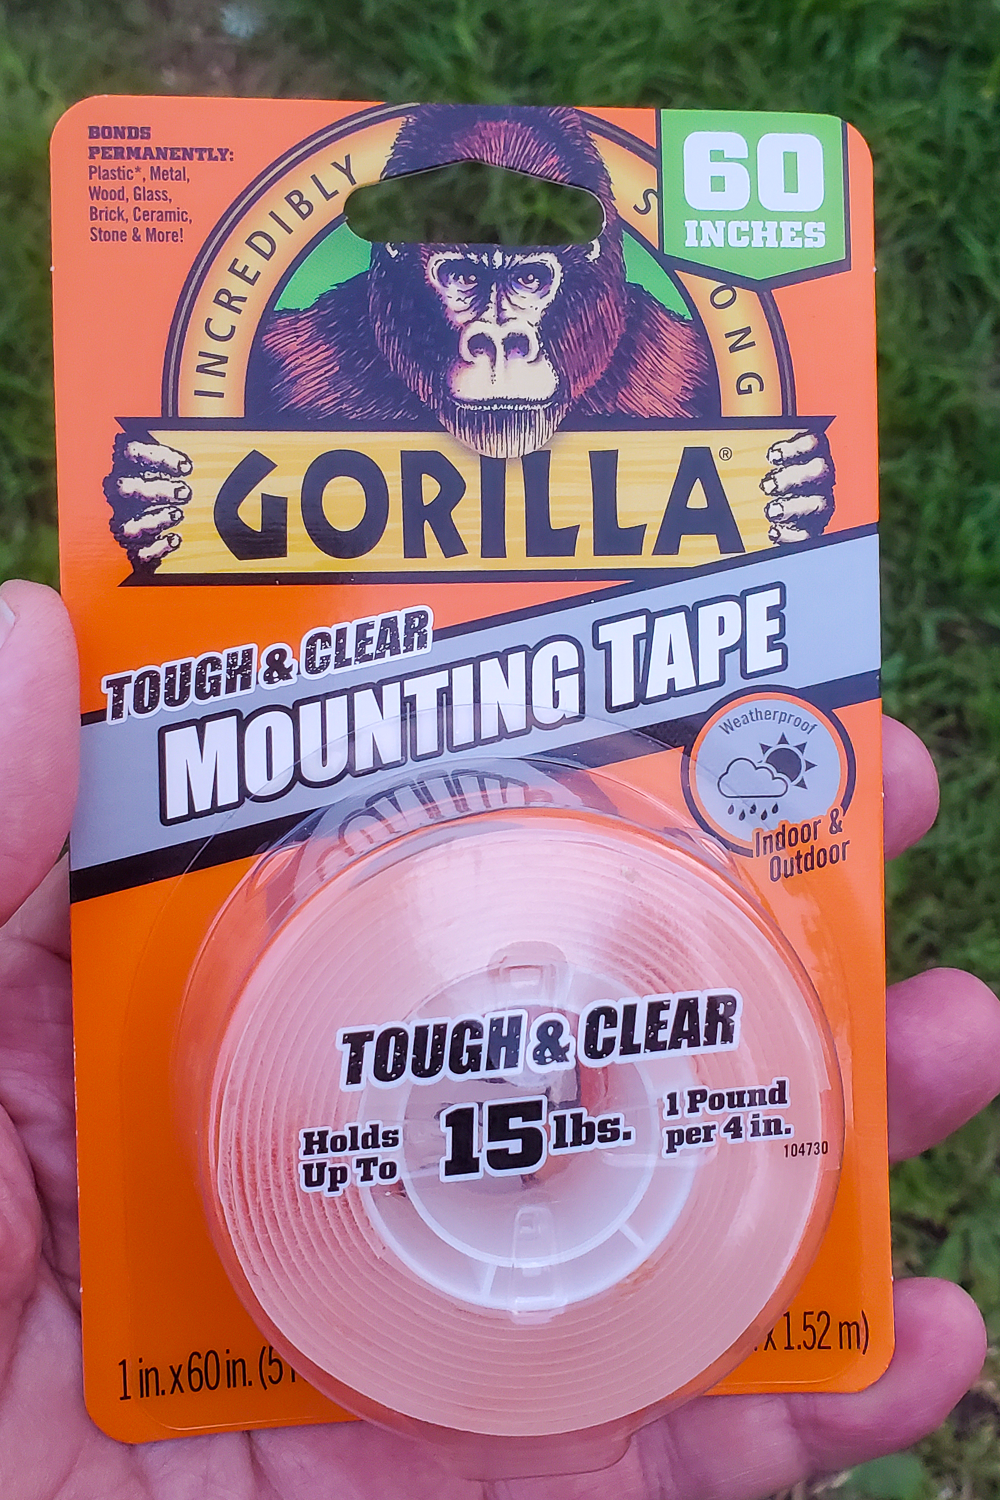 BONDS
PERMANENTLY:
Plastic*, Metal,
Wood, Glass,
Brick, Ceramic,
Stone & More!
INCREDIBLY S ONG
60
INCHES
GORILLA®
TOUGH & CLEAR
MOUNTING TAPE
Weatherproof
Indoor &
Outdoor
TOUGH & CLEAR
Holds
Up To
15 lbs.
1 Pound
per 4 in.
104730
1 in. x 60 in. (51 x 1.52 m)